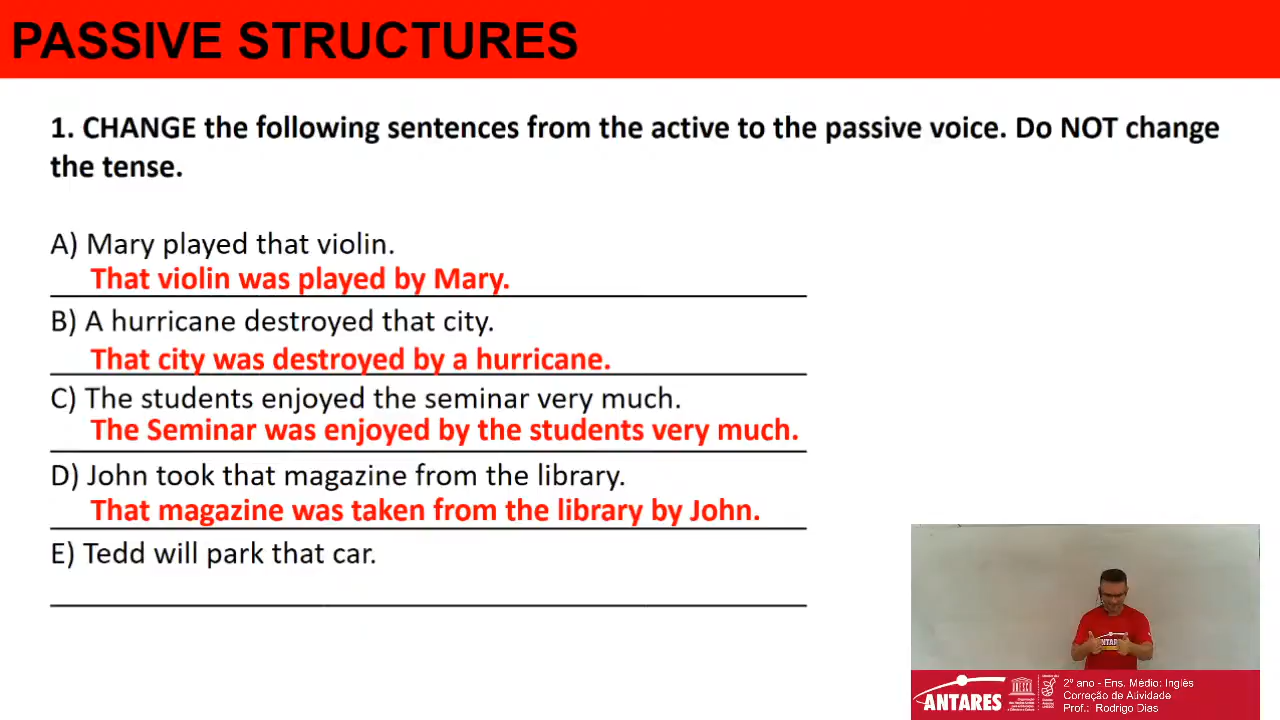 PASSIVE STRUCTURES
1. CHANGE the following sentences from the active to the passive voice. Do NOT change
the tense.
A) Mary played that violin.
That violin was played by Mary.
B) A hurricane destroyed that city.
That city was destroyed by a hurricane.
C) The students enjoyed the seminar very much.
The Seminar was enjoyed by the students very much.
D) John took that magazine from the library.
That magazine was taken from the library by John.
E) Tedd will park that car.
ANTARES
2º ano - Ens. Médio: Inglês
Correção de Atividade
Prof.: Rodrigo Dias